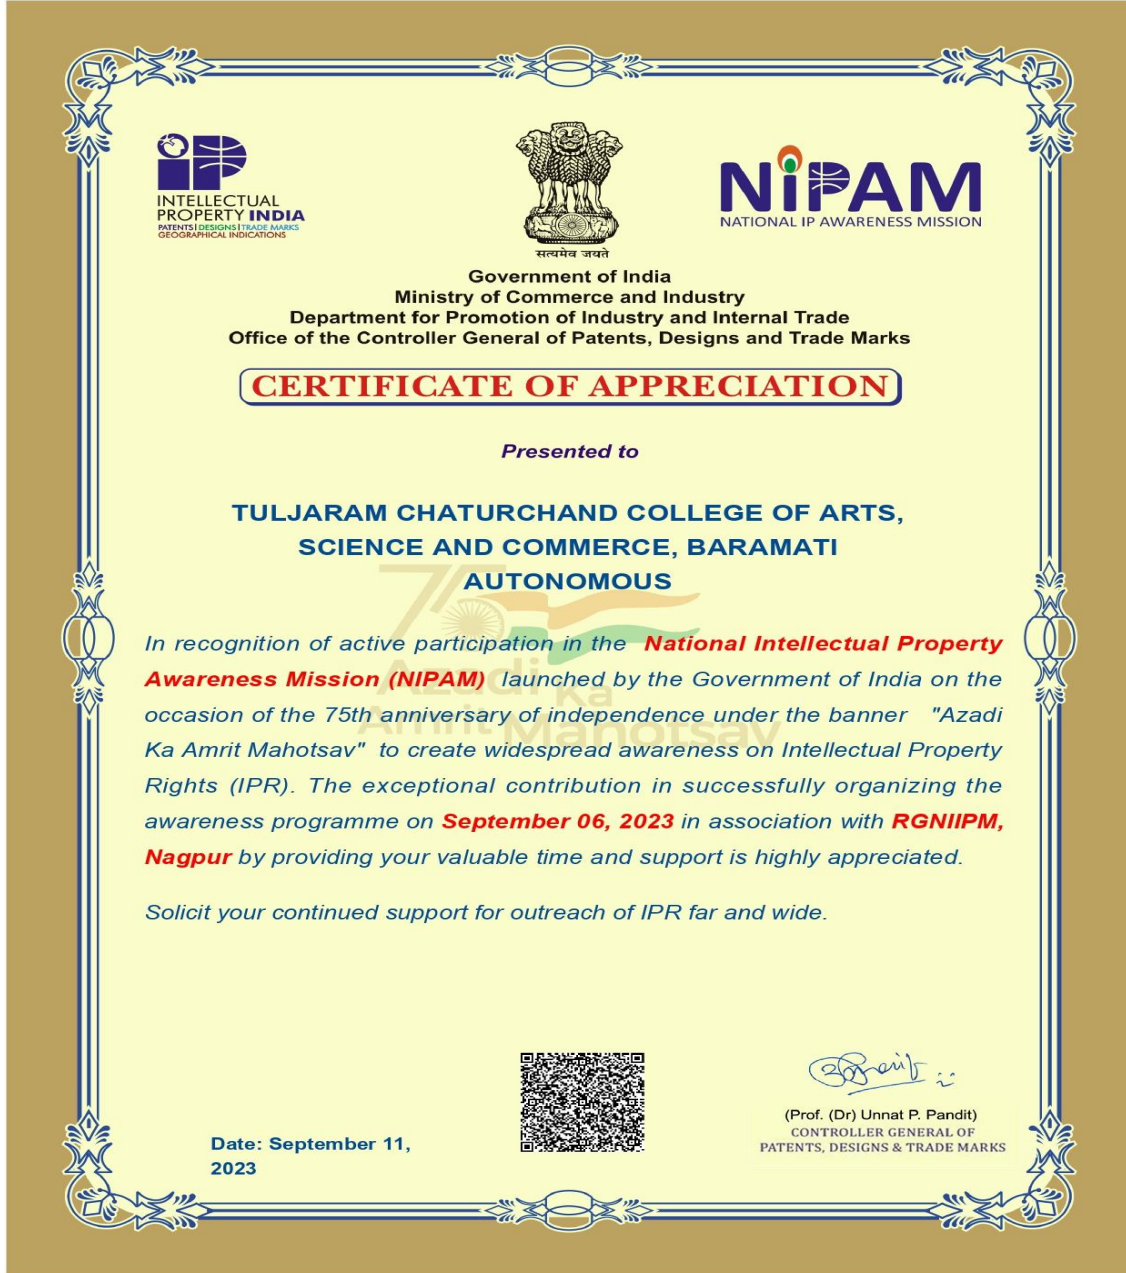 iP
INTELLECTUAL
PROPERTY INDIA
PATENTS | DESIGNS | TRADE MARKS
GEOGRAPHICAL INDICATIONS
सत्यमेव जयते
NiPAM
NATIONAL IP AWARENESS MISSION
Government of India
Ministry of Commerce and Industry
Department for Promotion of Industry and Internal Trade
Office of the Controller General of Patents, Designs and Trade Marks
CERTIFICATE OF APPRECIATION
Presented to
TULJARAM CHATURCHAND COLLEGE OF ARTS,
SCIENCE AND COMMERCE, BARAMATI
AUTONOMOUS
75
Azadi
Ka
Amrit Mahotsav
In recognition of active participation in the National Intellectual Property
Awareness Mission (NIPAM) launched by the Government of India on the
occasion of the 75th anniversary of independence under the banner "Azadi
Ka Amrit Mahotsav" to create widespread awareness on Intellectual Property
Rights (IPR). The exceptional contribution in successfully organizing the
awareness programme on September 06, 2023 in association with RGNIIPM,
Nagpur by providing your valuable time and support is highly appreciated.
Solicit your continued support for outreach of IPR far and wide.
(Prof. (Dr) Unnat P. Pandit)
CONTROLLER GENERAL OF
PATENTS, DESIGNS & TRADE MARKS
Date: September 11,
2023